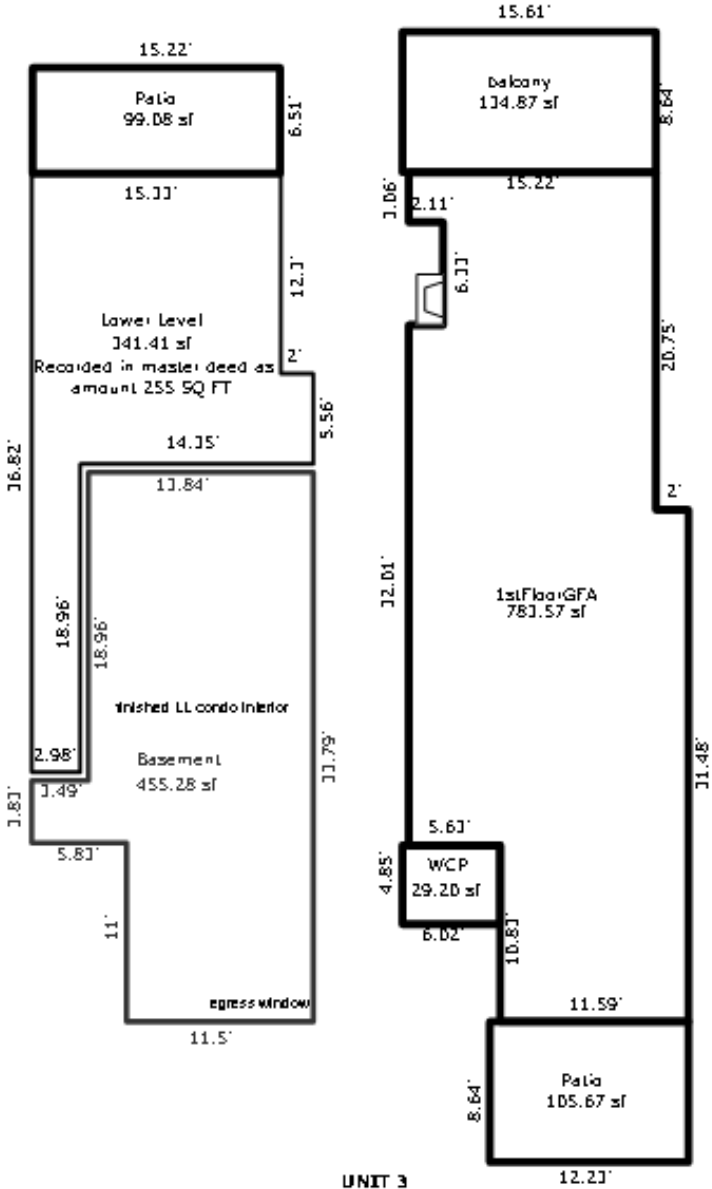 15.22'
Patio
99.08 sf
6.51'
15.33'
12.3'
Lower Level
341.41 sf
Recorded in master deed as
amount 255 SQ FT
2'
5.56'
14.35'
36.82'
13.84'
18.96'
18.96'
finished LL condo interior
2.98'
Basement
455.28 sf
33.79'
3.49'
3.83'
5.83'
11'
egress window
11.5'
15.61'
balcony
134.87 sf
8.64'
15.22'
3.06'
2.11'
6.33'
20.75'
2'
1stFloorGFA
783.57 sf
32.01'
31.48'
5.63'
WCP
29.20 sf
4.85'
6.02'
10.83'
11.59'
Patio
105.67 sf
8.64'
12.23'
UNIT 3